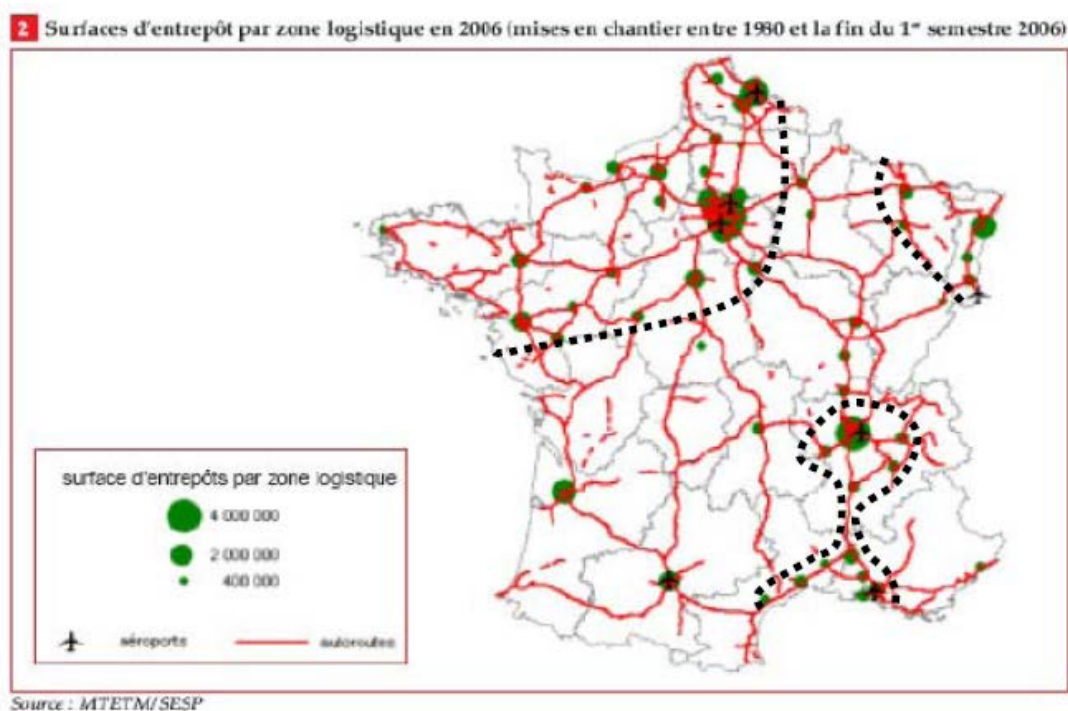 2 Surfaces d'entrepôt par zone logistique en 2006 (mises en chantier entre 1980 et la fin du 1er semestre 2006)
surface d'entrepôts par zone logistique
4 000 000
2 000 000
400 000
aéroports autoroutes
Source : MTETM/SESP